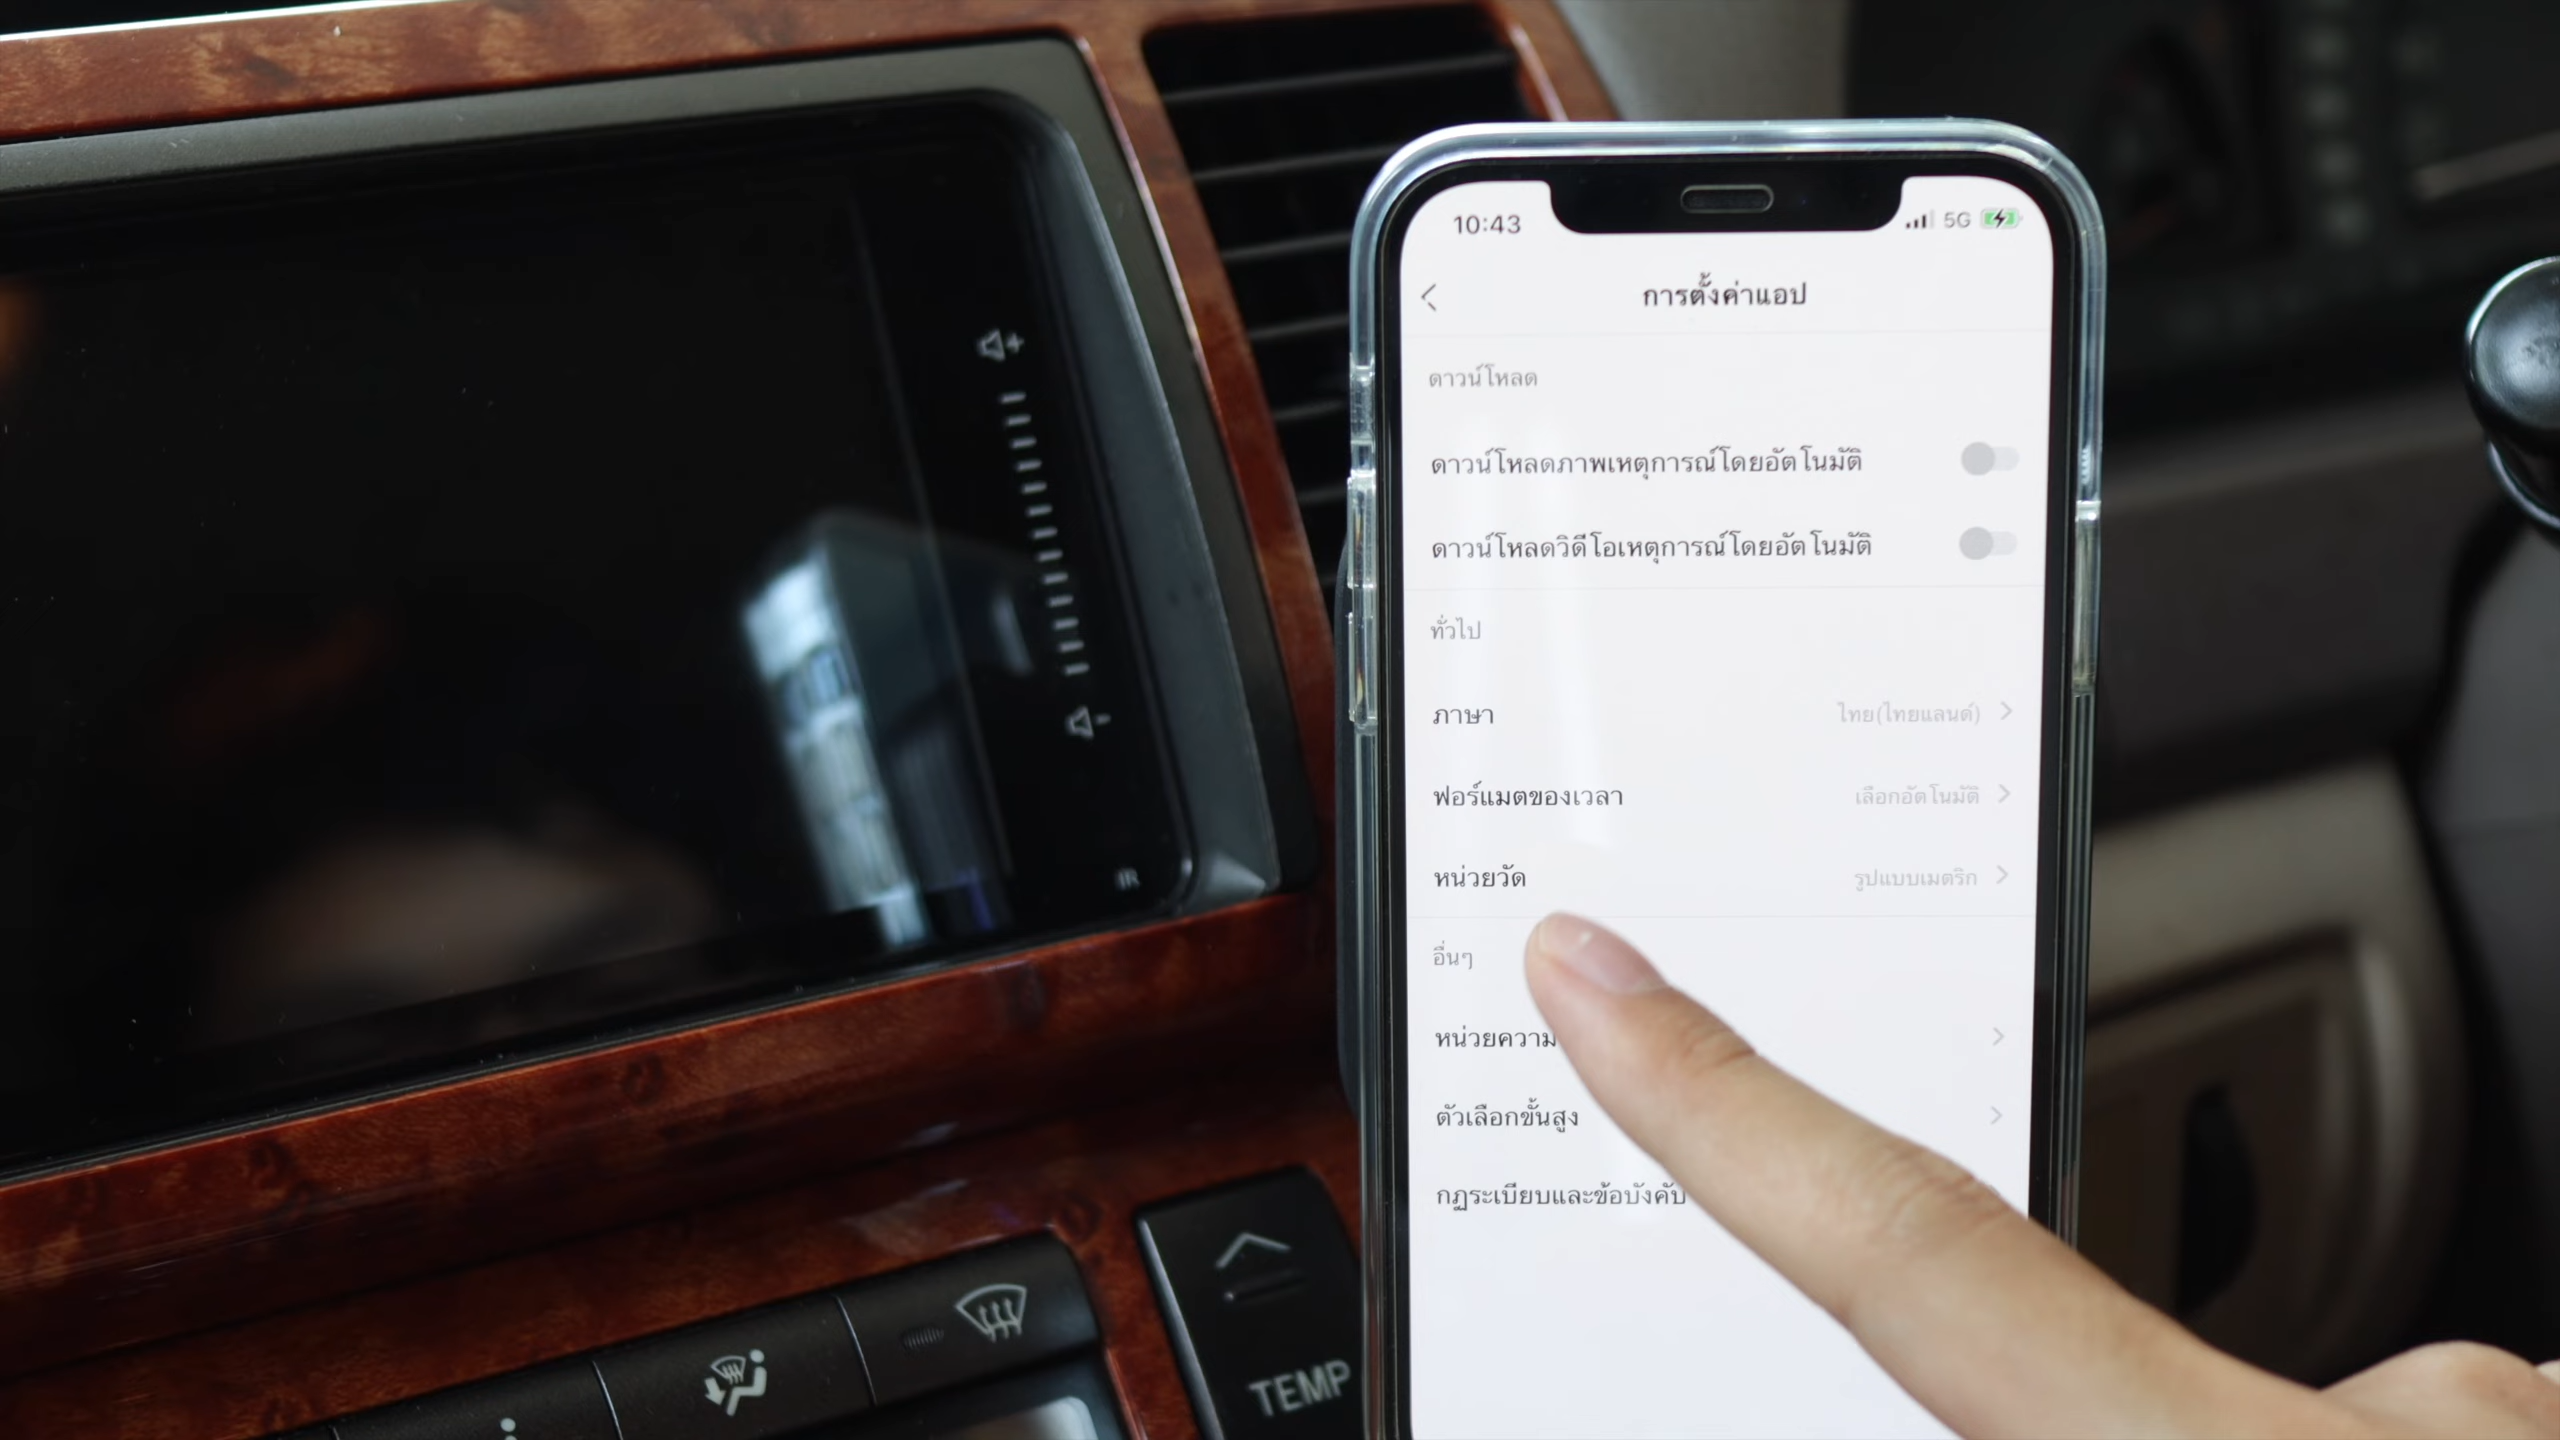 10:43
5G
การตั้งค่าแอป
ดาวน์โหลด
ดาวน์โหลดภาพเหตุการณ์โดยอัตโนมัติ
ดาวน์โหลดวิดีโอเหตุการณ์โดยอัตโนมัติ
ทั่วไป
ภาษา ไทย(ไทยแลนด์)
ฟอร์แมตของเวลา เลือกอัตโนมัติ
หน่วยวัด รูปแบบเมตริก
อื่นๆ
หน่วยความ
ตัวเลือกขั้นสูง
กฎระเบียบและข้อบังคับ
IR
TEMP